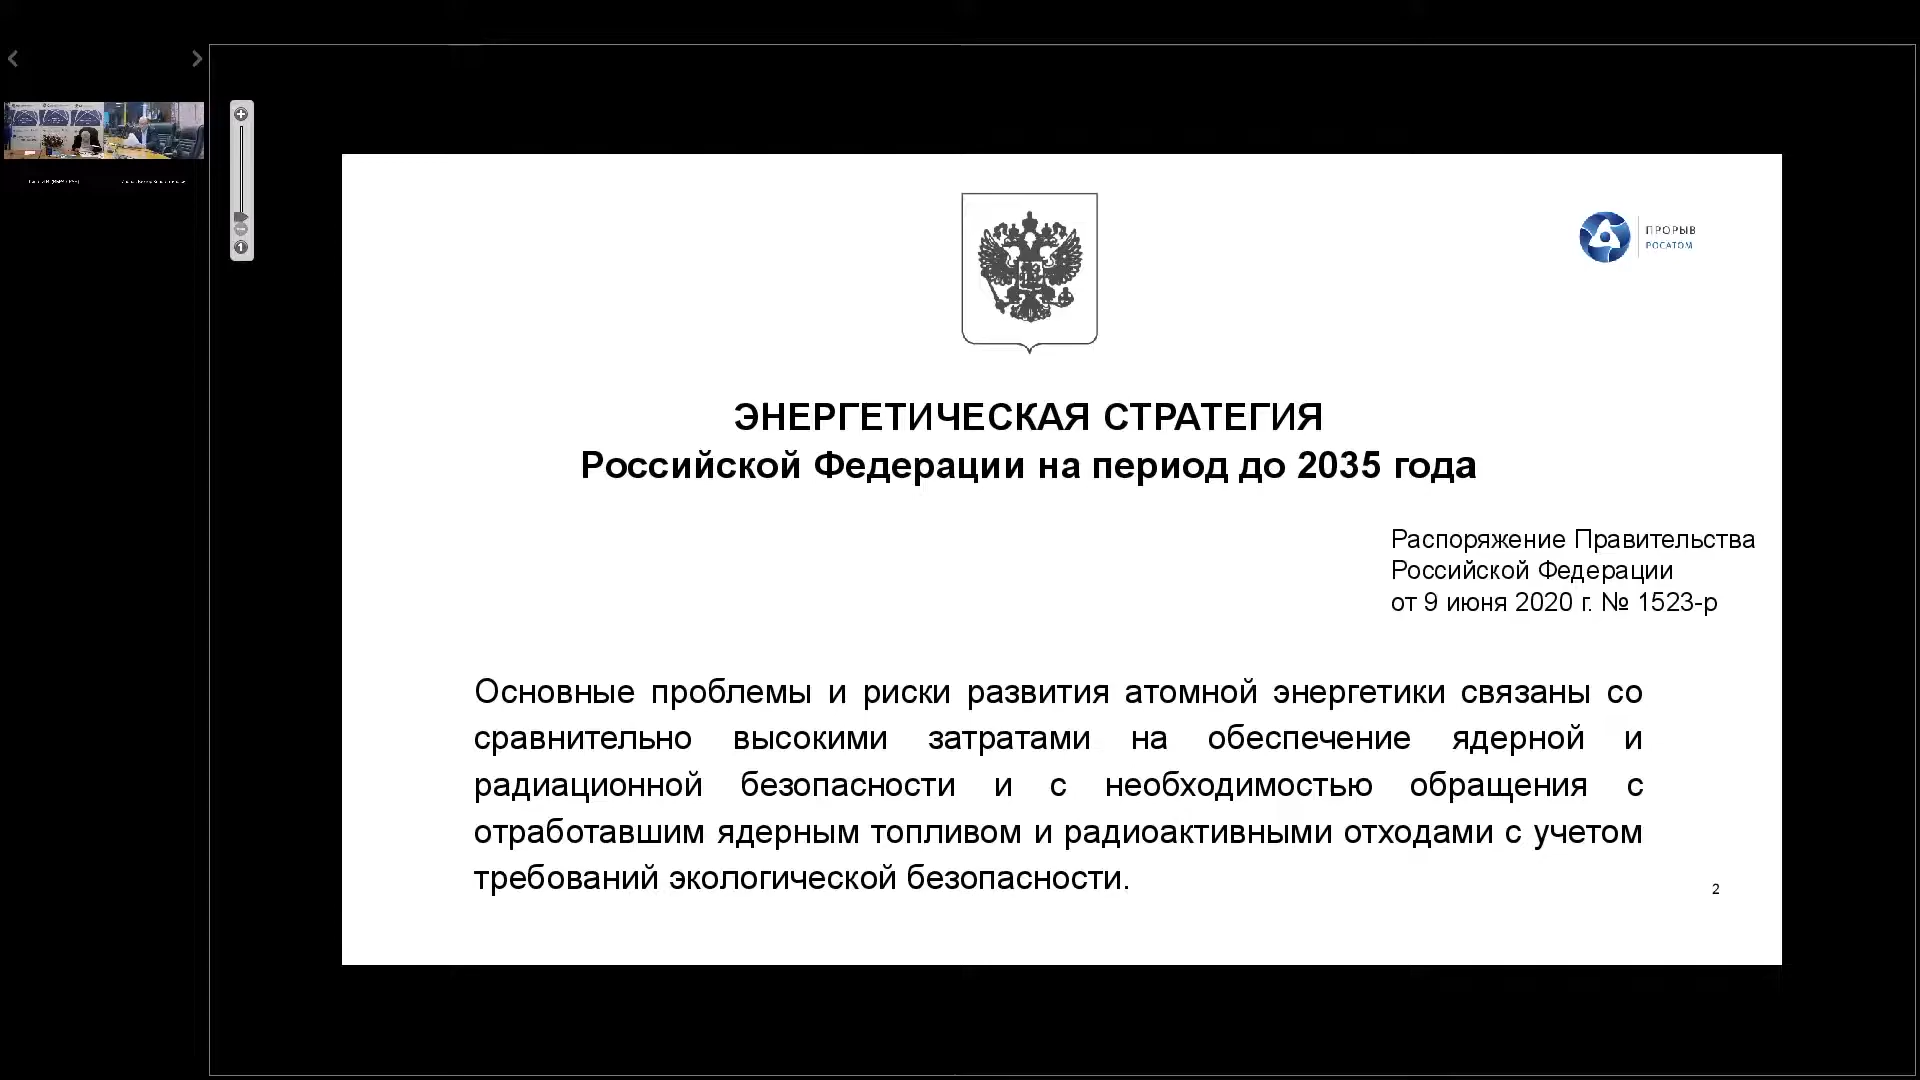 ПРОРЫВ
РОСАТОМ
ЭНЕРГЕТИЧЕСКАЯ СТРАТЕГИЯ
Российской Федерации на период до 2035 года
Распоряжение Правительства
Российской Федерации
от 9 июня 2020 г. № 1523-р
Основные проблемы и риски развития атомной энергетики связаны со
сравнительно высокими затратами на обеспечение ядерной и
радиационной безопасности и с необходимостью обращения с
отработавшим ядерным топливом и радиоактивными отходами с учетом
требований экологической безопасности.
2